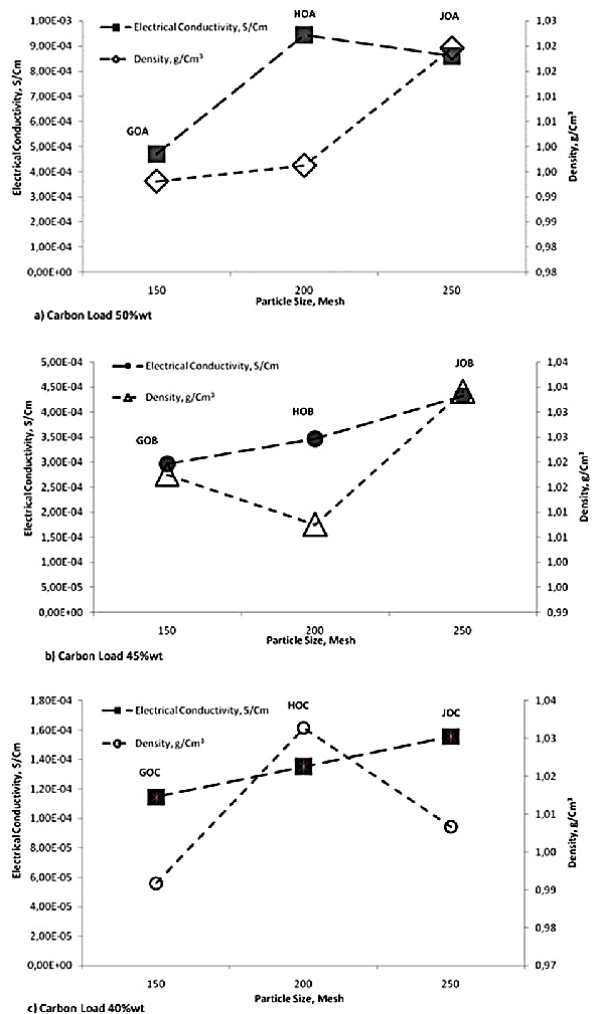 1,00E-03
9,00E-04
8,00E-04
7,00E-04
6,00E-04
5,00E-04
4,00E-04
3,00E-04
2,00E-04
1,00E-04
0,00E+00
Electrical Conductivity, S/Cm
Electrical Conductivity, S/Cm
Density, g/Cm³
GOA
HOA
JOA
1,03
1,02
1,02
1,01
1,01
1,00
1,00
0,99
0,99
0,98
0,98
Density, g/Cm³
150
200
250
Particle Size, Mesh
a) Carbon Load 50%wt
5,00E-04
4,50E-04
4,00E-04
3,50E-04
3,00E-04
2,50E-04
2,00E-04
1,50E-04
1,00E-04
5,00E-05
0,00E+00
Electrical Conductivity, S/Cm
Electrical Conductivity, S/Cm
Density, g/Cm³
GOB
HOB
JOB
1,04
1,04
1,03
1,03
1,02
1,02
1,01
1,01
1,00
1,00
0,99
Density, g/Cm³
150
200
250
Particle Size, Mesh
b) Carbon Load 45%wt
1,80E-04
1,60E-04
1,40E-04
1,20E-04
1,00E-04
8,00E-05
6,00E-05
4,00E-05
2,00E-05
0,00E+00
Electrical Conductivity, S/Cm
Electrical Conductivity, S/Cm
Density, g/Cm³
GOC
HOC
JOC
1,04
1,03
1,02
1,01
1,00
0,99
0,98
0,97
Density, g/Cm³
150
200
250
Particle Size, Mesh
c) Carbon Load 40%wt